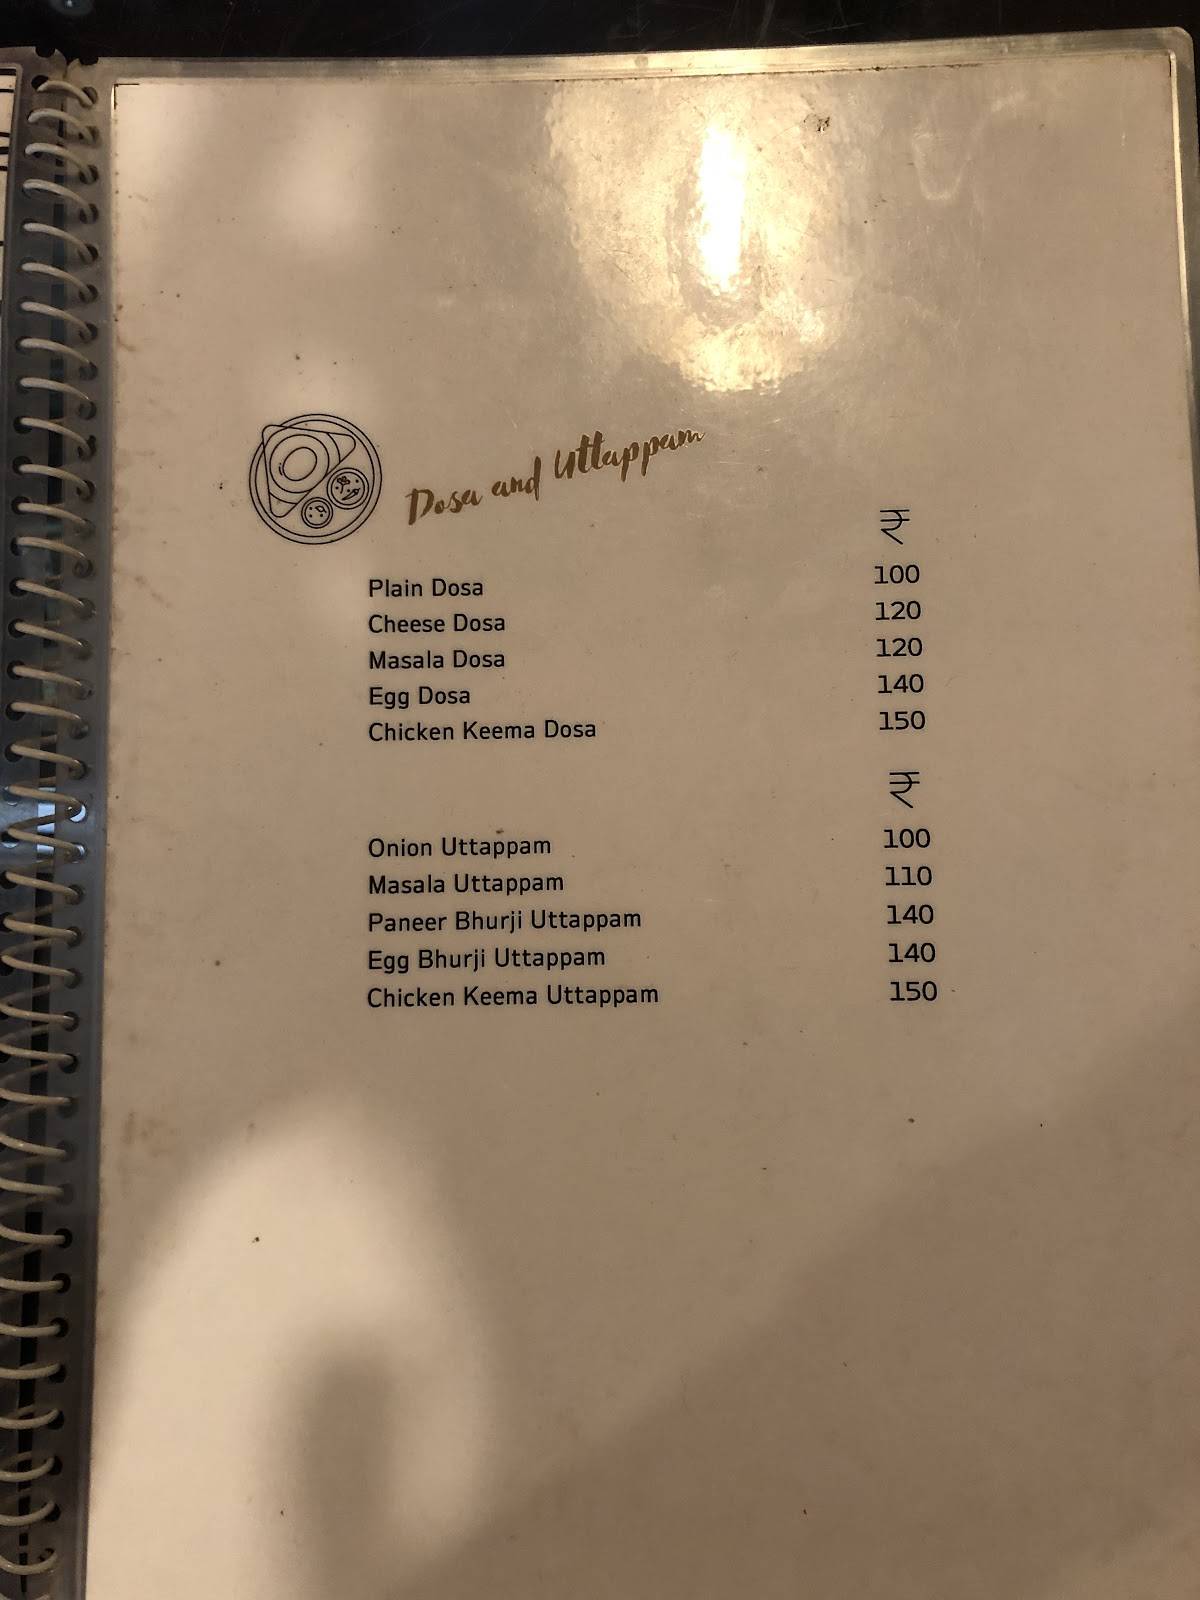 Dosa and Uttappam
₹
Plain Dosa 100
Cheese Dosa 120
Masala Dosa 120
Egg Dosa 140
Chicken Keema Dosa 150
₹
Onion Uttappam 100
Masala Uttappam 110
Paneer Bhurji Uttappam 140
Egg Bhurji Uttappam 140
Chicken Keema Uttappam 150